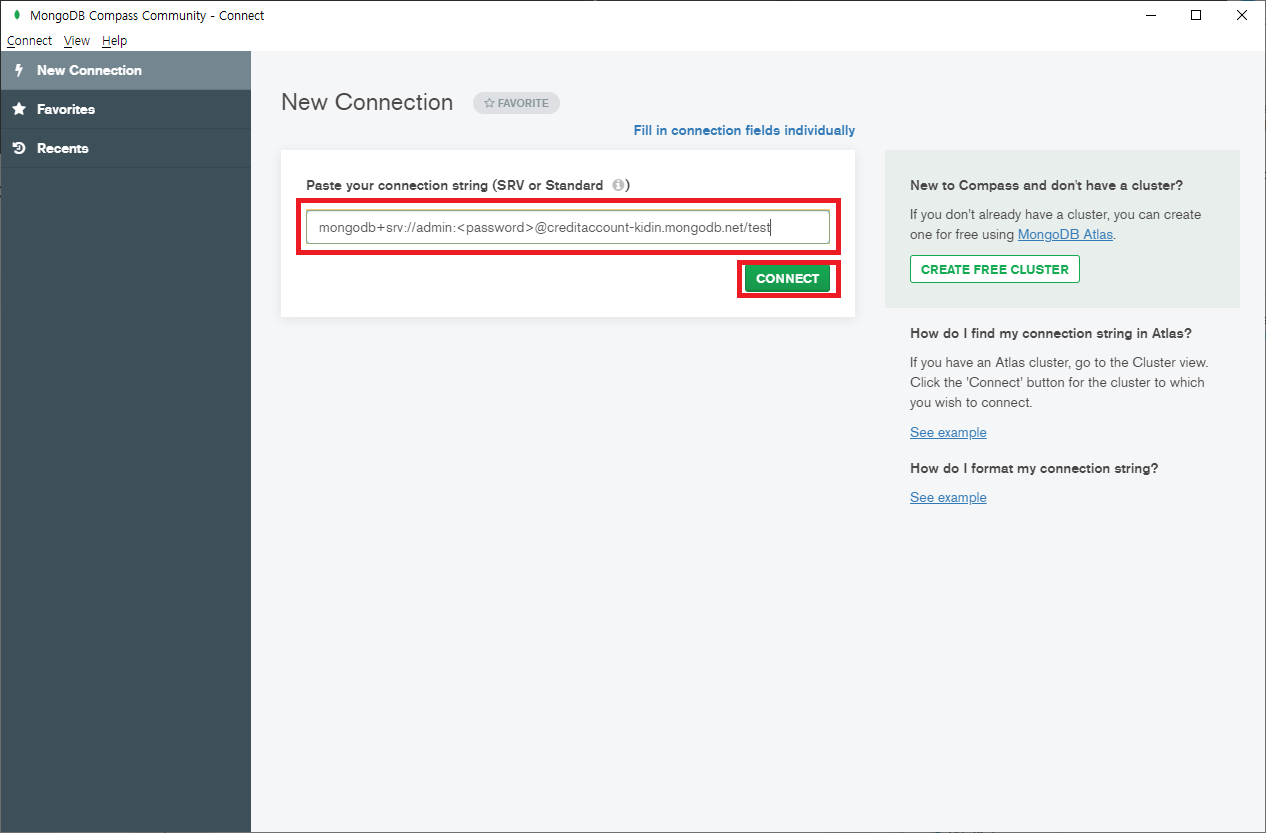 MongoDB Compass Community - Connect
Connect View Help
New Connection
Favorites
Recents
New Connection
FAVORITE
Fill in connection fields individually
Paste your connection string (SRV or Standard i)
mongodb+srv://admin:<password>@creditaccount-kidin.mongodb.net/test
CONNECT
New to Compass and don't have a cluster?
If you don't already have a cluster, you can create
one for free using MongoDB Atlas.
CREATE FREE CLUSTER
How do I find my connection string in Atlas?
If you have an Atlas cluster, go to the Cluster view.
Click the 'Connect' button for the cluster to which
you wish to connect.
See example
How do I format my connection string?
See example